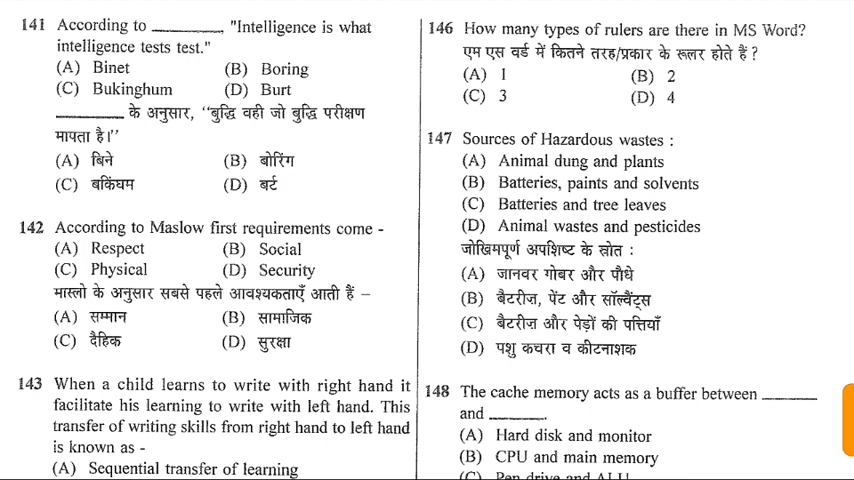 141 According to ________, "Intelligence is what
intelligence tests test."
(A) Binet (B) Boring
(C) Bukinghum (D) Burt
________ के अनुसार, ‘‘बुद्धि वही जो बुद्धि परीक्षण
मापता है।’’
(A) बिने (B) बोरिंग
(C) बकिंघम (D) बर्ट
142 According to Maslow first requirements come -
(A) Respect (B) Social
(C) Physical (D) Security
मास्लो के अनुसार सबसे पहले आवश्यकताएँ आती हैं –
(A) सम्मान (B) सामाजिक
(C) दैहिक (D) सुरक्षा
143 When a child learns to write with right hand it
facilitate his learning to write with left hand. This
transfer of writing skills from right hand to left hand
is known as -
(A) Sequential transfer of learning
146 How many types of rulers are there in MS Word?
एम एस वर्ड में कितने तरह/प्रकार के रूलर होते हैं ?
(A) 1 (B) 2
(C) 3 (D) 4
147 Sources of Hazardous wastes :
(A) Animal dung and plants
(B) Batteries, paints and solvents
(C) Batteries and tree leaves
(D) Animal wastes and pesticides
जोखिमपूर्ण अपशिष्ट के स्रोत :
(A) जानवर गोबर और पौधे
(B) बैटरीज, पेंट और सॉल्वैंट्स
(C) बैटरीज और पेड़ों की पत्तियाँ
(D) पशु कचरा व कीटनाशक
148 The cache memory acts as a buffer between ________
and ________.
(A) Hard disk and monitor
(B) CPU and main memory
(C) Pen drive and ALU